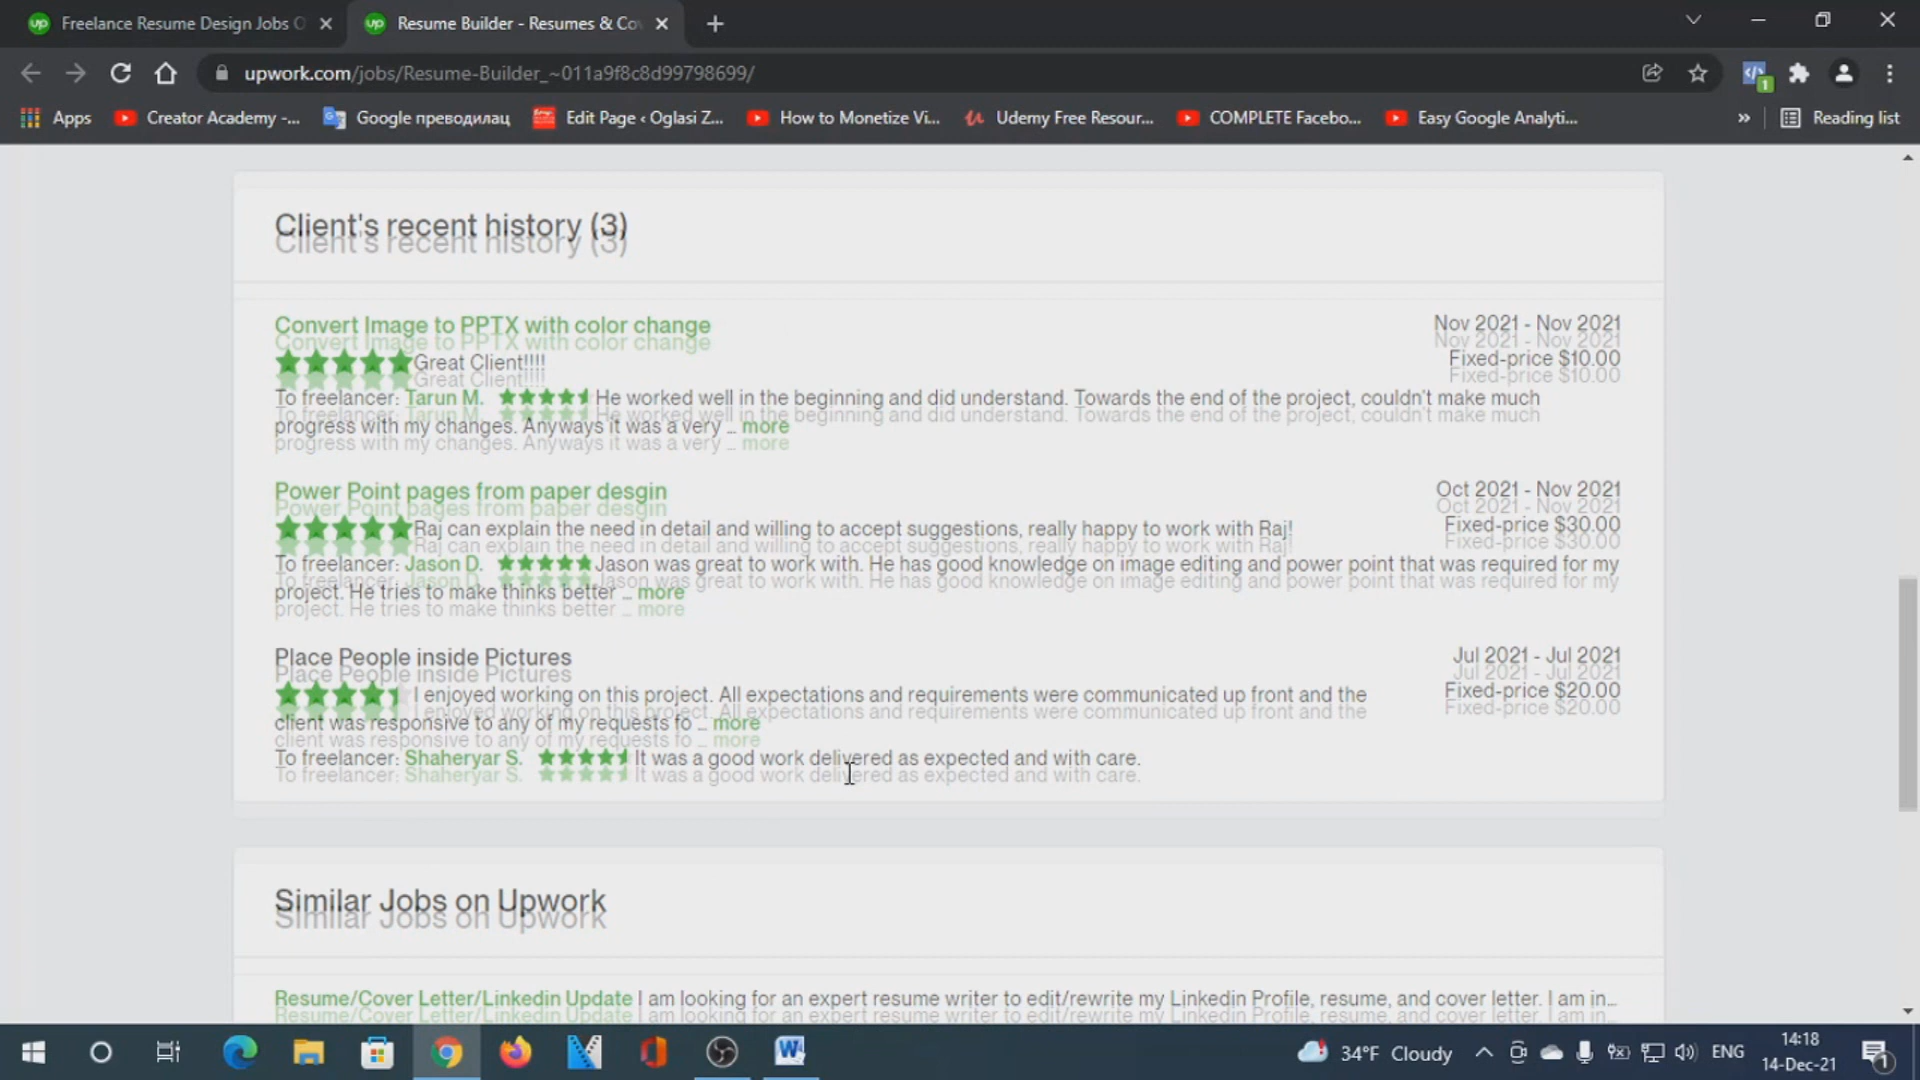 Freelance Resume Design Jobs O
Resume Builder - Resumes & Co
upwork.com/jobs/Resume-Builder_~011a9f8c8d99798699/
Apps
Creator Academy -...
Google преводилац
Edit Page ‹ Oglasi Z...
How to Monetize Vi...
Udemy Free Resour...
COMPLETE Facebo...
Easy Google Analyti...
»
Reading list
Client's recent history (3)
Convert Image to PPTX with color change
Nov 2021 - Nov 2021
Great Client!!!!
Fixed-price $10.00
To freelancer: Tarun M. He worked well in the beginning and did understand. Towards the end of the project, couldn't make much
progress with my changes. Anyways it was a very ... more
Power Point pages from paper desgin
Oct 2021 - Nov 2021
Raj can explain the need in detail and willing to accept suggestions, really happy to work with Raj!
Fixed-price $30.00
To freelancer: Jason D. Jason was great to work with. He has good knowledge on image editing and power point that was required for my
project. He tries to make thinks better ... more
Place People inside Pictures
Jul 2021 - Jul 2021
I enjoyed working on this project. All expectations and requirements were communicated up front and the
Fixed-price $20.00
client was responsive to any of my requests fo ... more
To freelancer: Shaheryar S. It was a good work delivered as expected and with care.
Similar Jobs on Upwork
Resume/Cover Letter/Linkedin Update I am looking for an expert resume writer to edit/rewrite my Linkedin Profile, resume, and cover letter. I am in...
34°F Cloudy
ENG
14:18
14-Dec-21
1